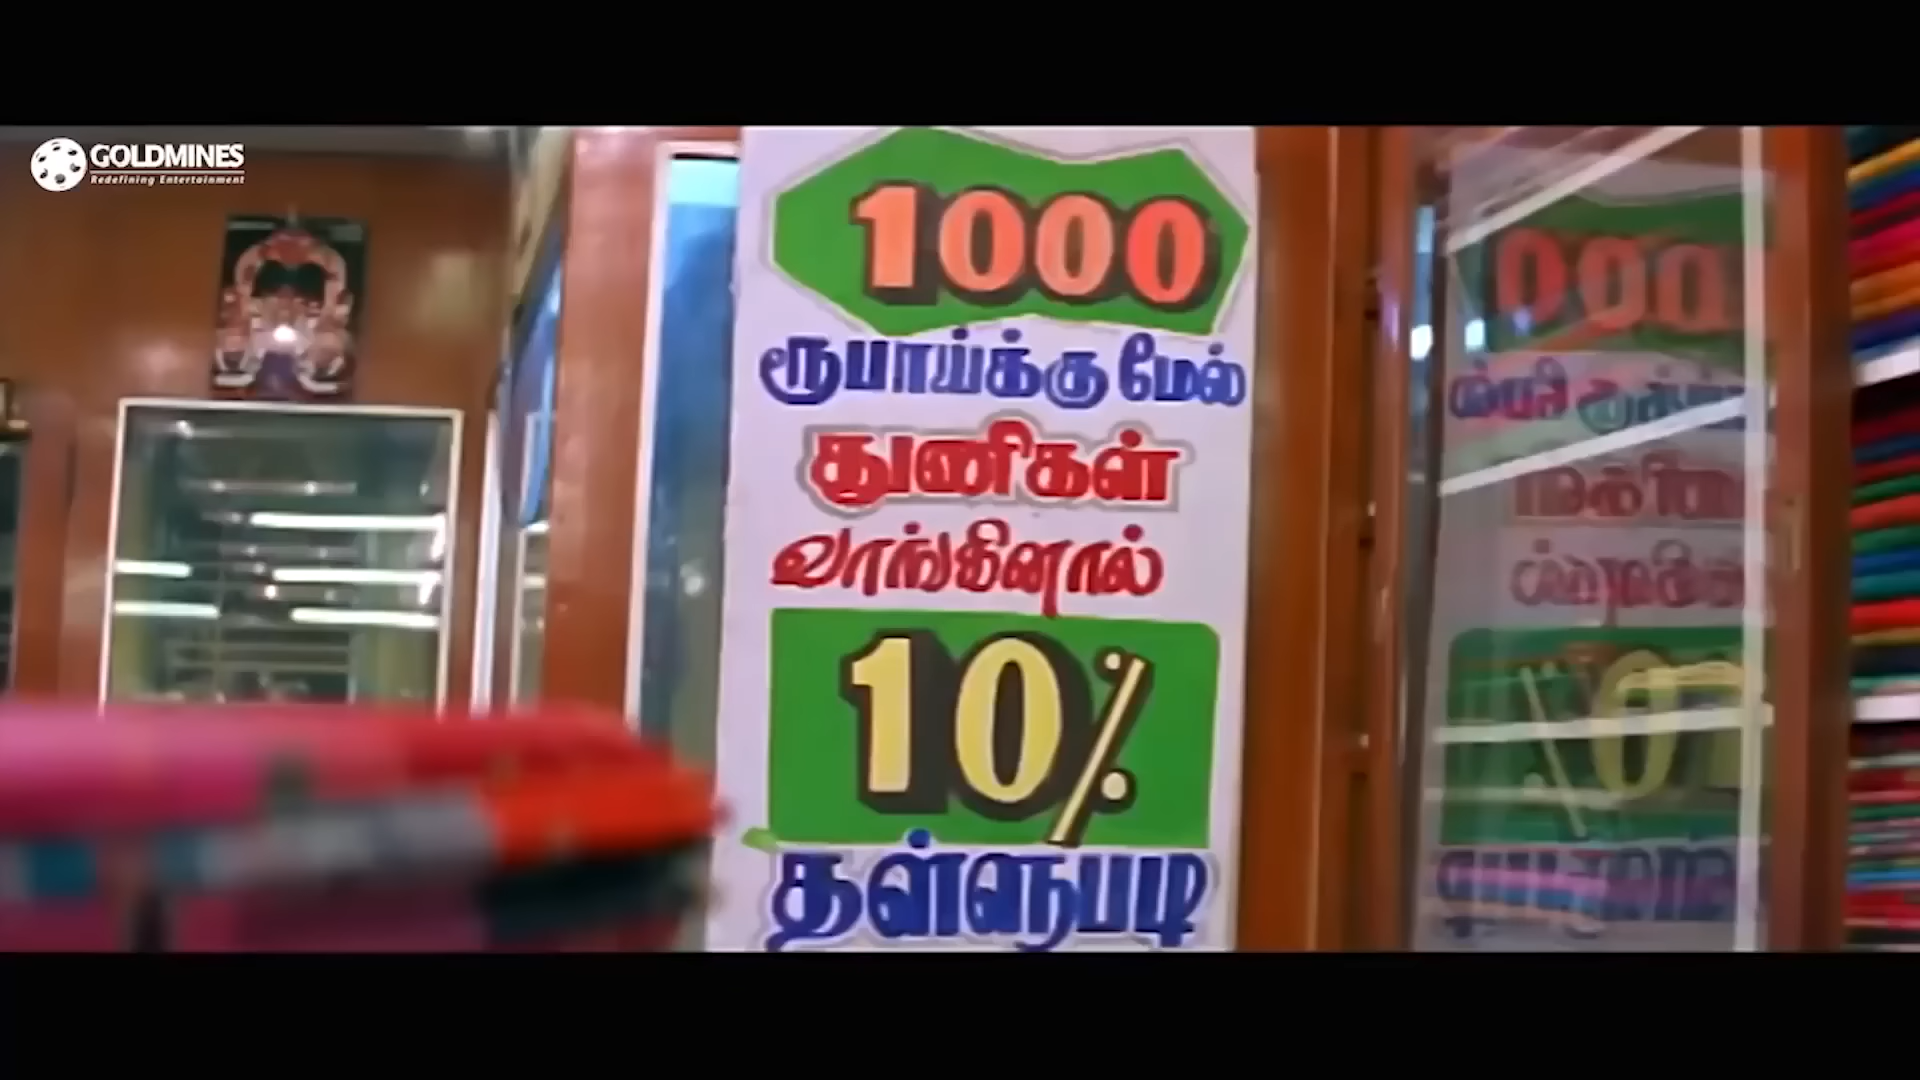 GOLDMINES
Redefining Entertainment
1000
ரூபாய்க்கு மேல்
துணிகள்
வாங்கினால்
10%
தள்ளுபடி